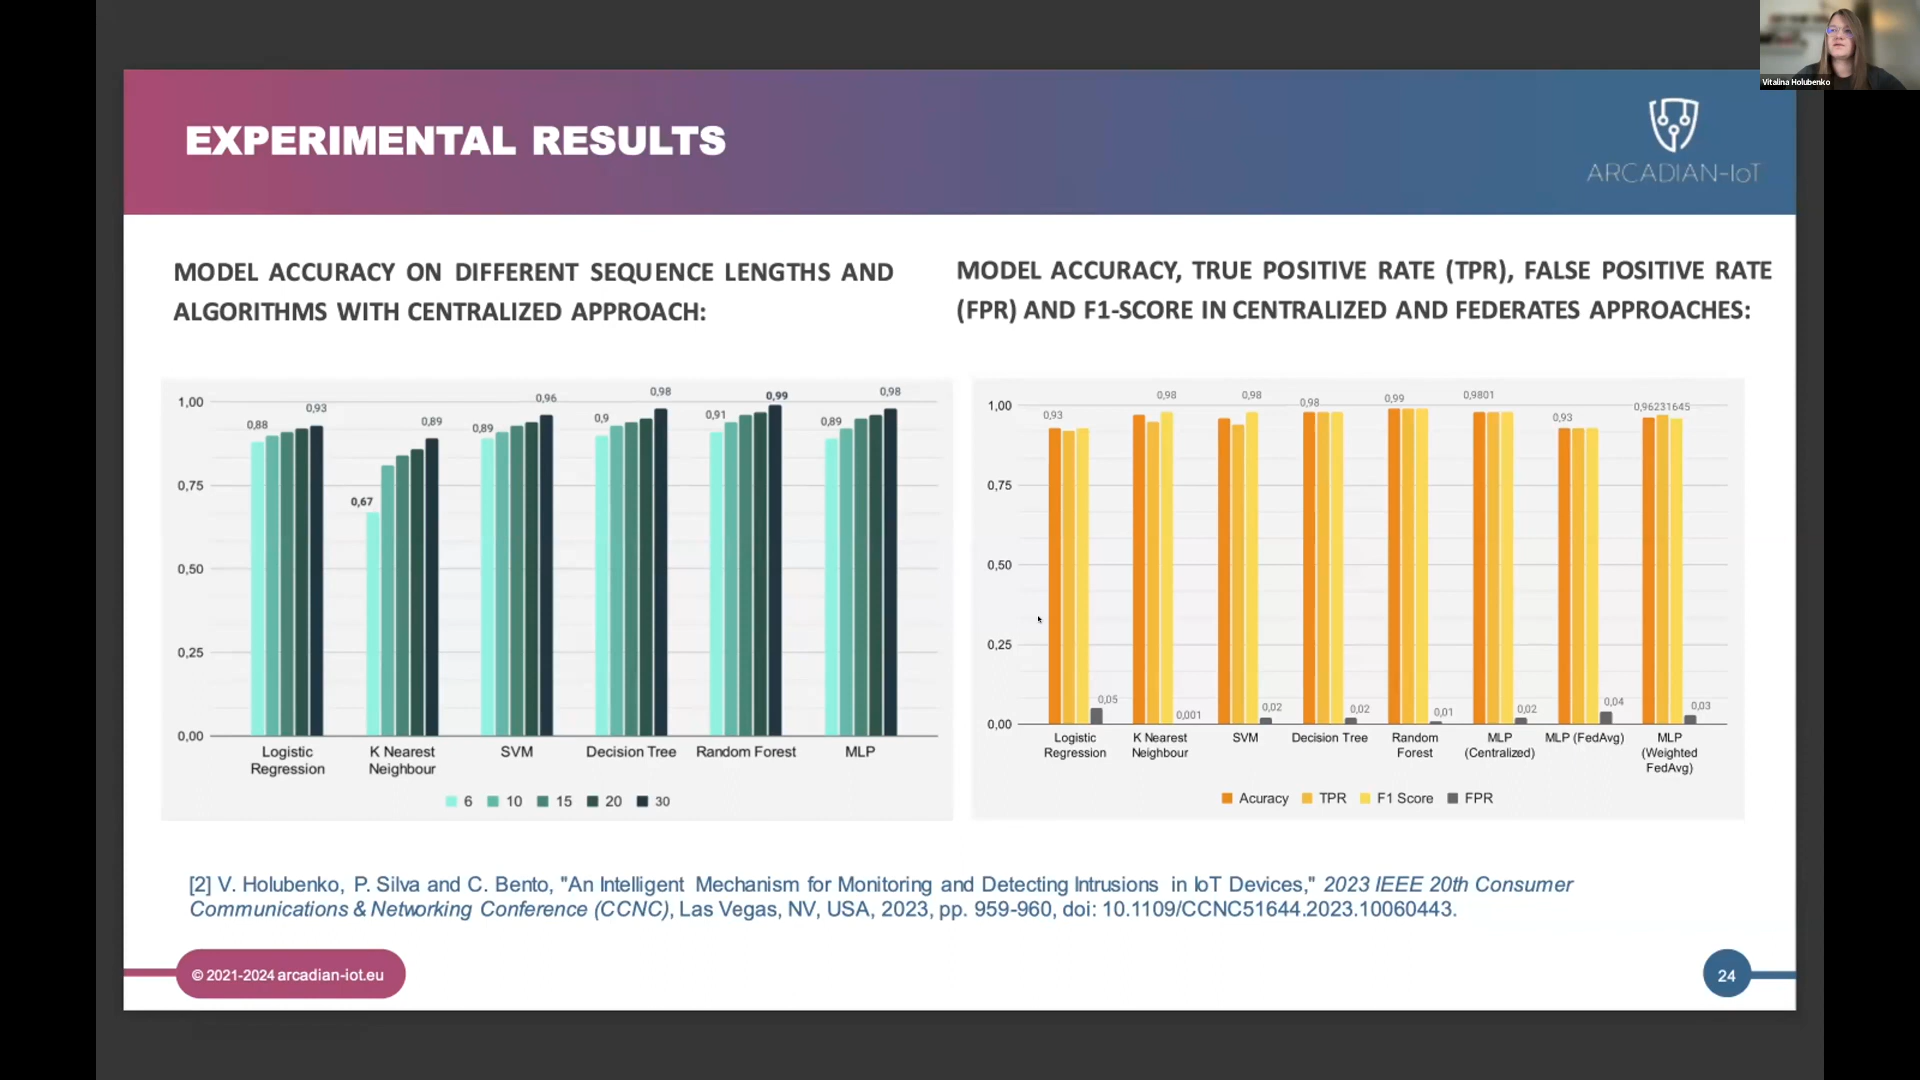 Vitalina Holubenko
EXPERIMENTAL RESULTS
ARCADIAN-IoT
MODEL ACCURACY ON DIFFERENT SEQUENCE LENGTHS AND
ALGORITHMS WITH CENTRALIZED APPROACH:
1,00
0,75
0,50
0,25
0,00
0,88
0,93
0,67
0,89
0,89
0,96
0,9
0,98
0,91
0,99
0,89
0,98
Logistic
Regression
K Nearest
Neighbour
SVM
Decision Tree
Random Forest
MLP
6 10 15 20 30
MODEL ACCURACY, TRUE POSITIVE RATE (TPR), FALSE POSITIVE RATE
(FPR) AND F1-SCORE IN CENTRALIZED AND FEDERATES APPROACHES:
1,00
0,75
0,50
0,25
0,00
0,93
0,05
0,98
0,001
0,98
0,02
0,98
0,02
0,99
0,01
0,9801
0,02
0,93
0,04
0,96231645
0,03
Logistic
Regression
K Nearest
Neighbour
SVM
Decision Tree
Random
Forest
MLP
(Centralized)
MLP (FedAvg)
MLP
(Weighted
FedAvg)
Acuracy TPR F1 Score FPR
[2] V. Holubenko, P. Silva and C. Bento, "An Intelligent Mechanism for Monitoring and Detecting Intrusions in IoT Devices," 2023 IEEE 20th Consumer
Communications & Networking Conference (CCNC), Las Vegas, NV, USA, 2023, pp. 959-960, doi: 10.1109/CCNC51644.2023.10060443.
© 2021-2024 arcadian-iot.eu
24